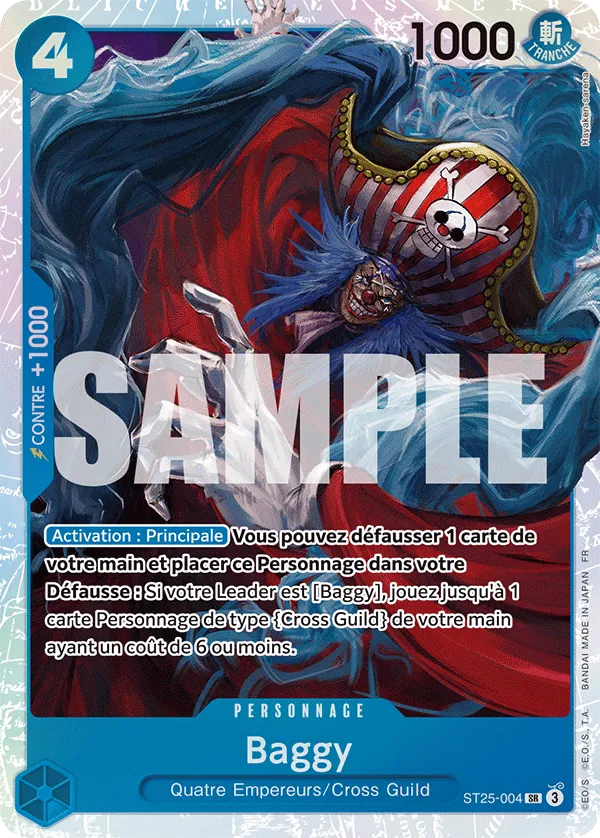 4
1000
斬
TRANCHE
Hayaken-sarena
CONTRE +1000
SAMPLE
Activation : Principale Vous pouvez défausser 1 carte de
votre main et placer ce Personnage dans votre
Défausse : Si votre Leader est [Baggy], jouez jusqu'à 1
carte Personnage de type {Cross Guild} de votre main
ayant un coût de 6 ou moins.
PERSONNAGE
Baggy
Quatre Empereurs/Cross Guild
ST25-004 SR 3
©EO/S ©E.O./S, T.A. BANDAI MADE IN JAPAN FR